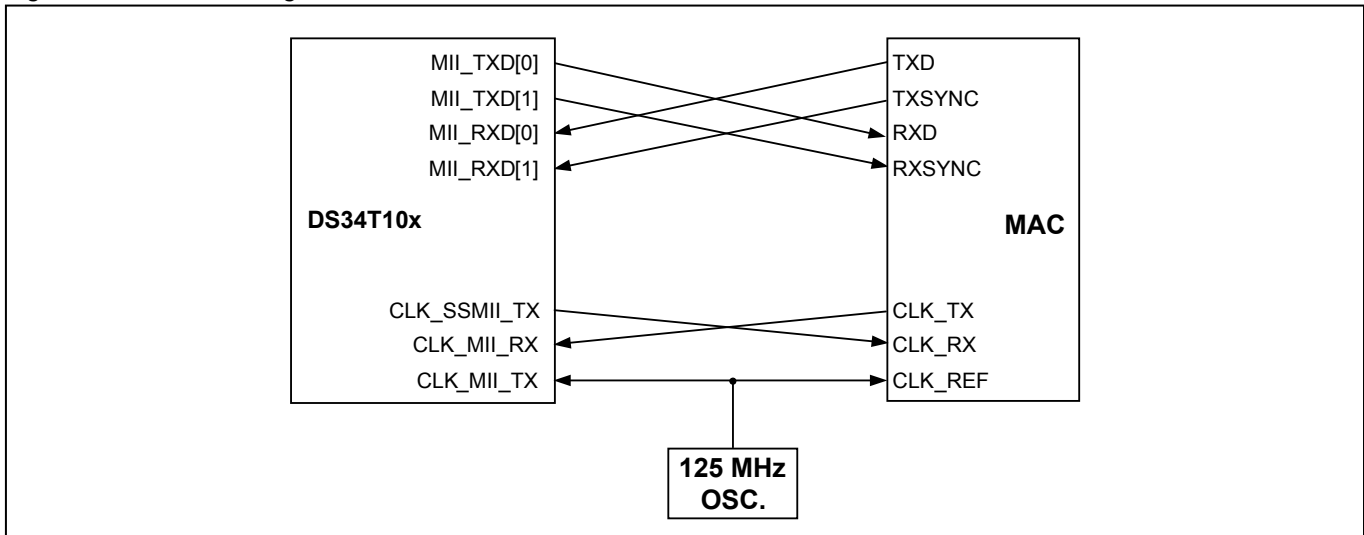 MII_TXD[0]
MII_TXD[1]
MII_RXD[0]
MII_RXD[1]
DS34T10x
CLK_SSMII_TX
CLK_MII_RX
CLK_MII_TX
TXD
TXSYNC
RXD
RXSYNC
MAC
CLK_TX
CLK_RX
CLK_REF
125 MHz
OSC.